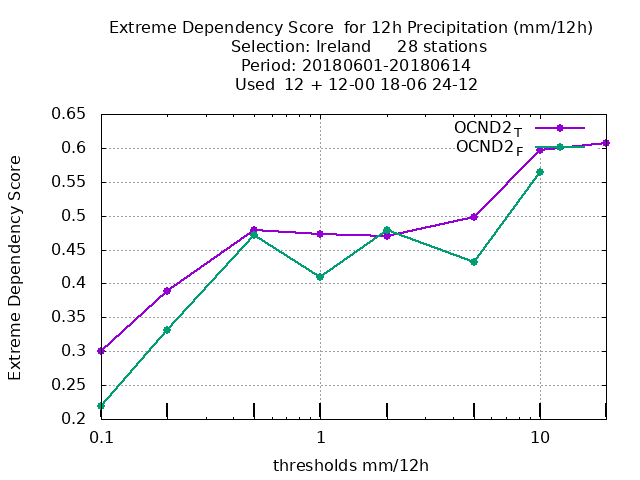 Extreme Dependency Score  for 12h Precipitation (mm/12h)
Selection: Ireland     28 stations
Period: 20180601-20180614
Used  12 + 12-00 18-06 24-12
OCND2T
OCND2F
0.65
0.6
0.55
0.5
0.45
0.4
0.35
0.3
0.25
0.2
Extreme Dependency Score
0.1 1 10
thresholds mm/12h